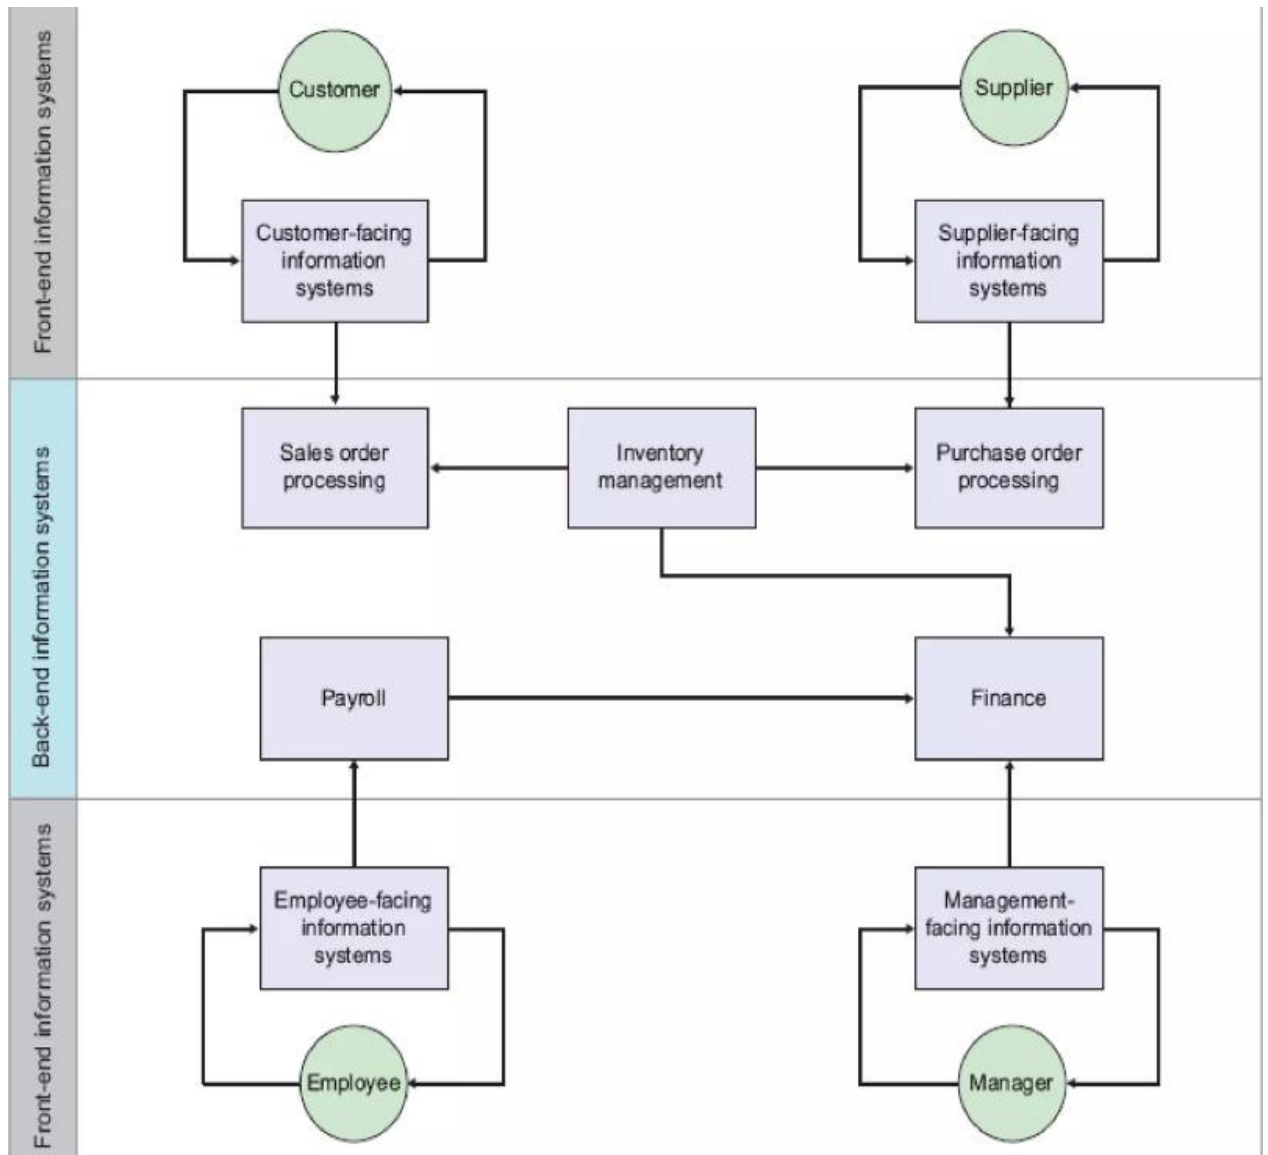 Front-end information systems
Customer
Supplier
Customer-facing
information
systems
Supplier-facing
information
systems
Back-end information systems
Sales order
processing
Inventory
management
Purchase order
processing
Payroll
Finance
Front-end information systems
Employee-facing
information
systems
Management-
facing information
systems
Employee
Manager